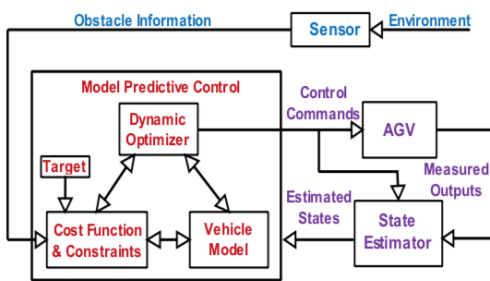 Obstacle Information
Sensor
Environment
Model Predictive Control
Control
Commands
Dynamic
Optimizer
AGV
Target
Measured
Outputs
Estimated
States
Cost Function
& Constraints
Vehicle
Model
State
Estimator